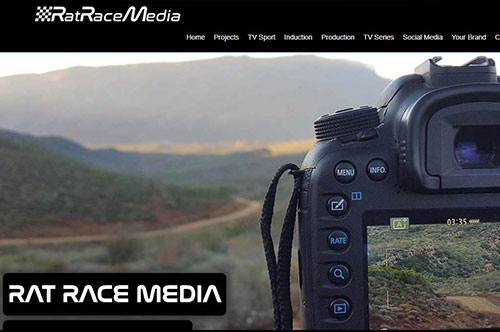 RatRaceMedia
Home Projects TV Sport Induction Production TV Series Social Media Your Brand C
MENU INFO.
A+
03:35
RATE
RAT RACE MEDIA